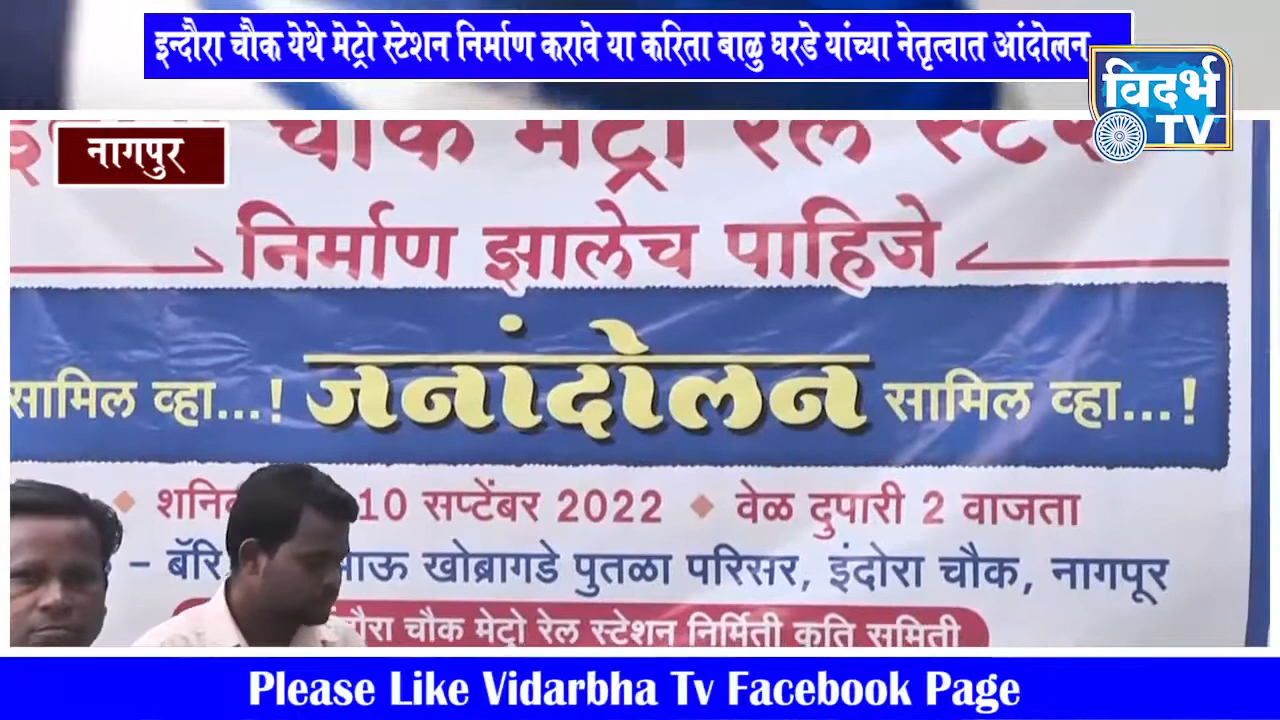 इन्दौरा चौक येथे मेट्रो स्टेशन निर्माण करावे या करिता बाळु घरडे यांच्या नेतृत्वात आंदोलन
विदर्भ
TV
नागपुर
चौक मेट्रो रेल
निर्माण झालेच पाहिजे
सामिल व्हा...! जनांदोलन सामिल व्हा...!
10 सप्टेंबर 2022 ◆ वेळ दुपारी 2 वाजता
– खोब्रागडे पुतळा परिसर, इंदोरा चौक, नागपूर
चौक मेट्रो रेल स्टेशन निर्मिती कृति समिती
Please Like Vidarbha Tv Facebook Page